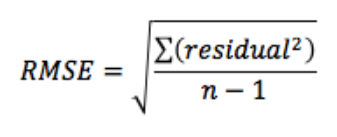 RMSE = √(∑(residual²) / (n − 1))